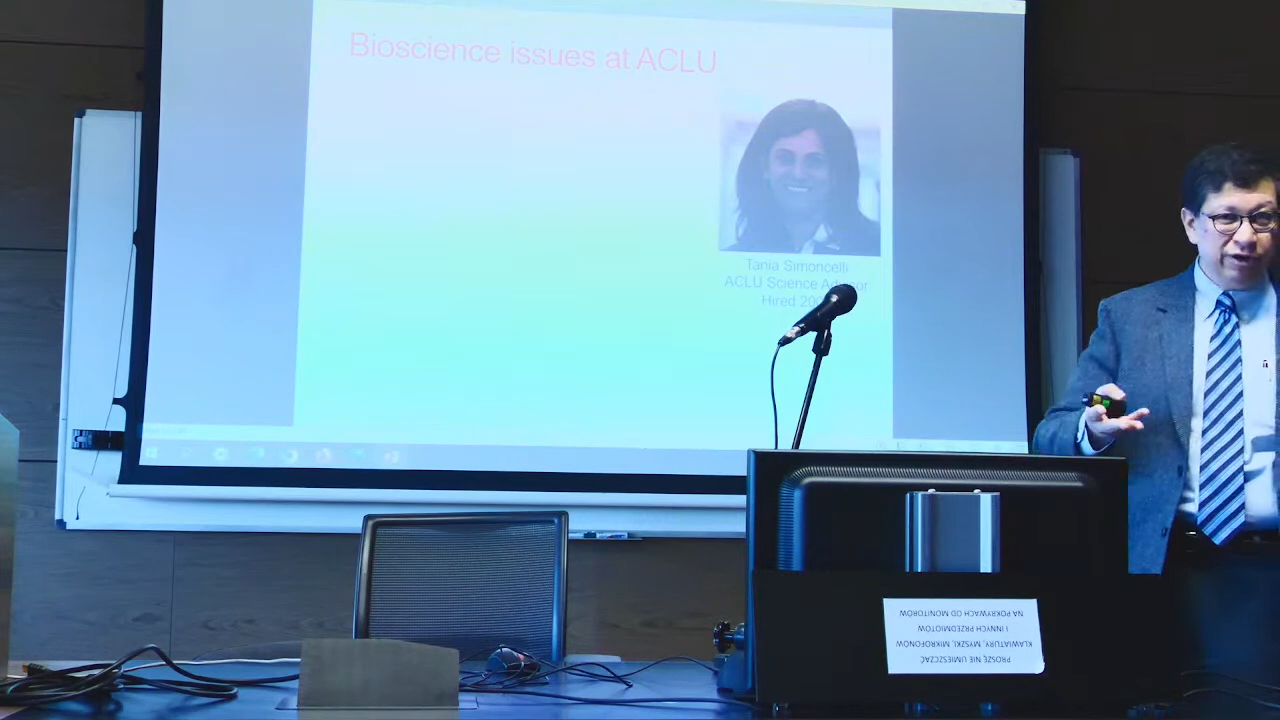 Bioscience issues at ACLU
Tania Simoncelli
ACLU Science Advisor
Hired
PROSZĘ NIE UMIESZCZAĆ
KLAWIATURY, MYSZKI, MIKROFONÓW
I INNYCH PRZEDMIOTÓW
NA POKRYWACH OD MONITORÓW